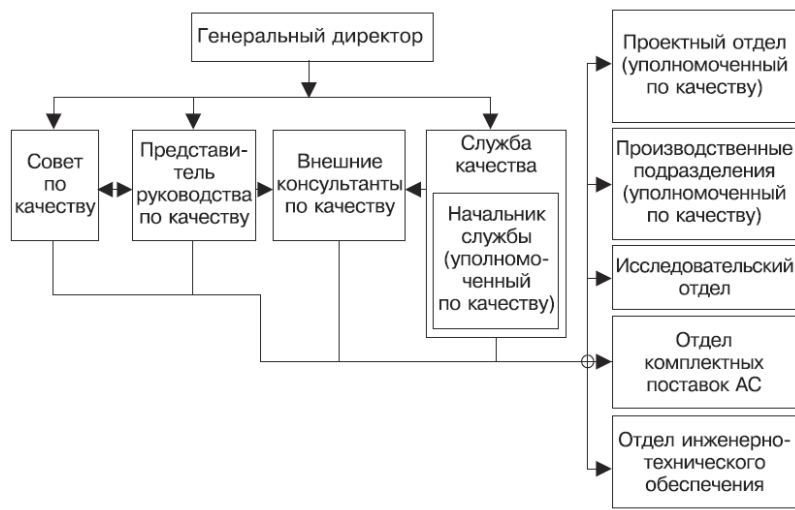 Генеральный директор
Совет
по
качеству
Представи-
тель
руководства
по качеству
Внешние
консультанты
по качеству
Служба
качества
Начальник
службы
(уполномо-
ченный
по качеству)
Проектный отдел
(уполномоченный
по качеству)
Производственные
подразделения
(уполномоченный
по качеству)
Исследовательский
отдел
Отдел
комплектных
поставок АС
Отдел инженерно-
технического
обеспечения